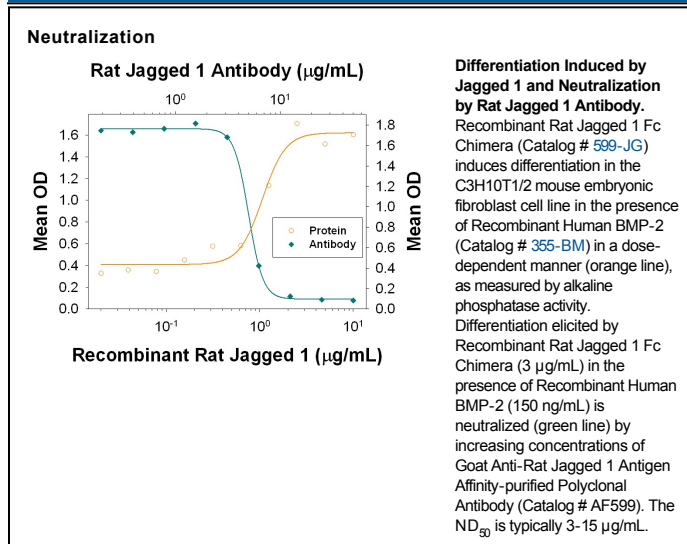 Neutralization
Rat Jagged 1 Antibody (µg/mL)
10⁰ 10¹
1.6
1.4
1.2
1.0
0.8
0.6
0.4
0.2
0.0
Mean OD
1.8
1.6
1.4
1.2
1.0
0.8
0.6
0.4
0.2
0.0
Mean OD
Protein
Antibody
10⁻¹ 10⁰ 10¹
Recombinant Rat Jagged 1 (µg/mL)
Differentiation Induced by
Jagged 1 and Neutralization
by Rat Jagged 1 Antibody.
Recombinant Rat Jagged 1 Fc
Chimera (Catalog # 599-JG)
induces differentiation in the
C3H10T1/2 mouse embryonic
fibroblast cell line in the presence
of Recombinant Human BMP-2
(Catalog # 355-BM) in a dose-
dependent manner (orange line),
as measured by alkaline
phosphatase activity.
Differentiation elicited by
Recombinant Rat Jagged 1 Fc
Chimera (3 µg/mL) in the
presence of Recombinant Human
BMP-2 (150 ng/mL) is
neutralized (green line) by
increasing concentrations of
Goat Anti-Rat Jagged 1 Antigen
Affinity-purified Polyclonal
Antibody (Catalog # AF599). The
ND₅₀ is typically 3-15 µg/mL.